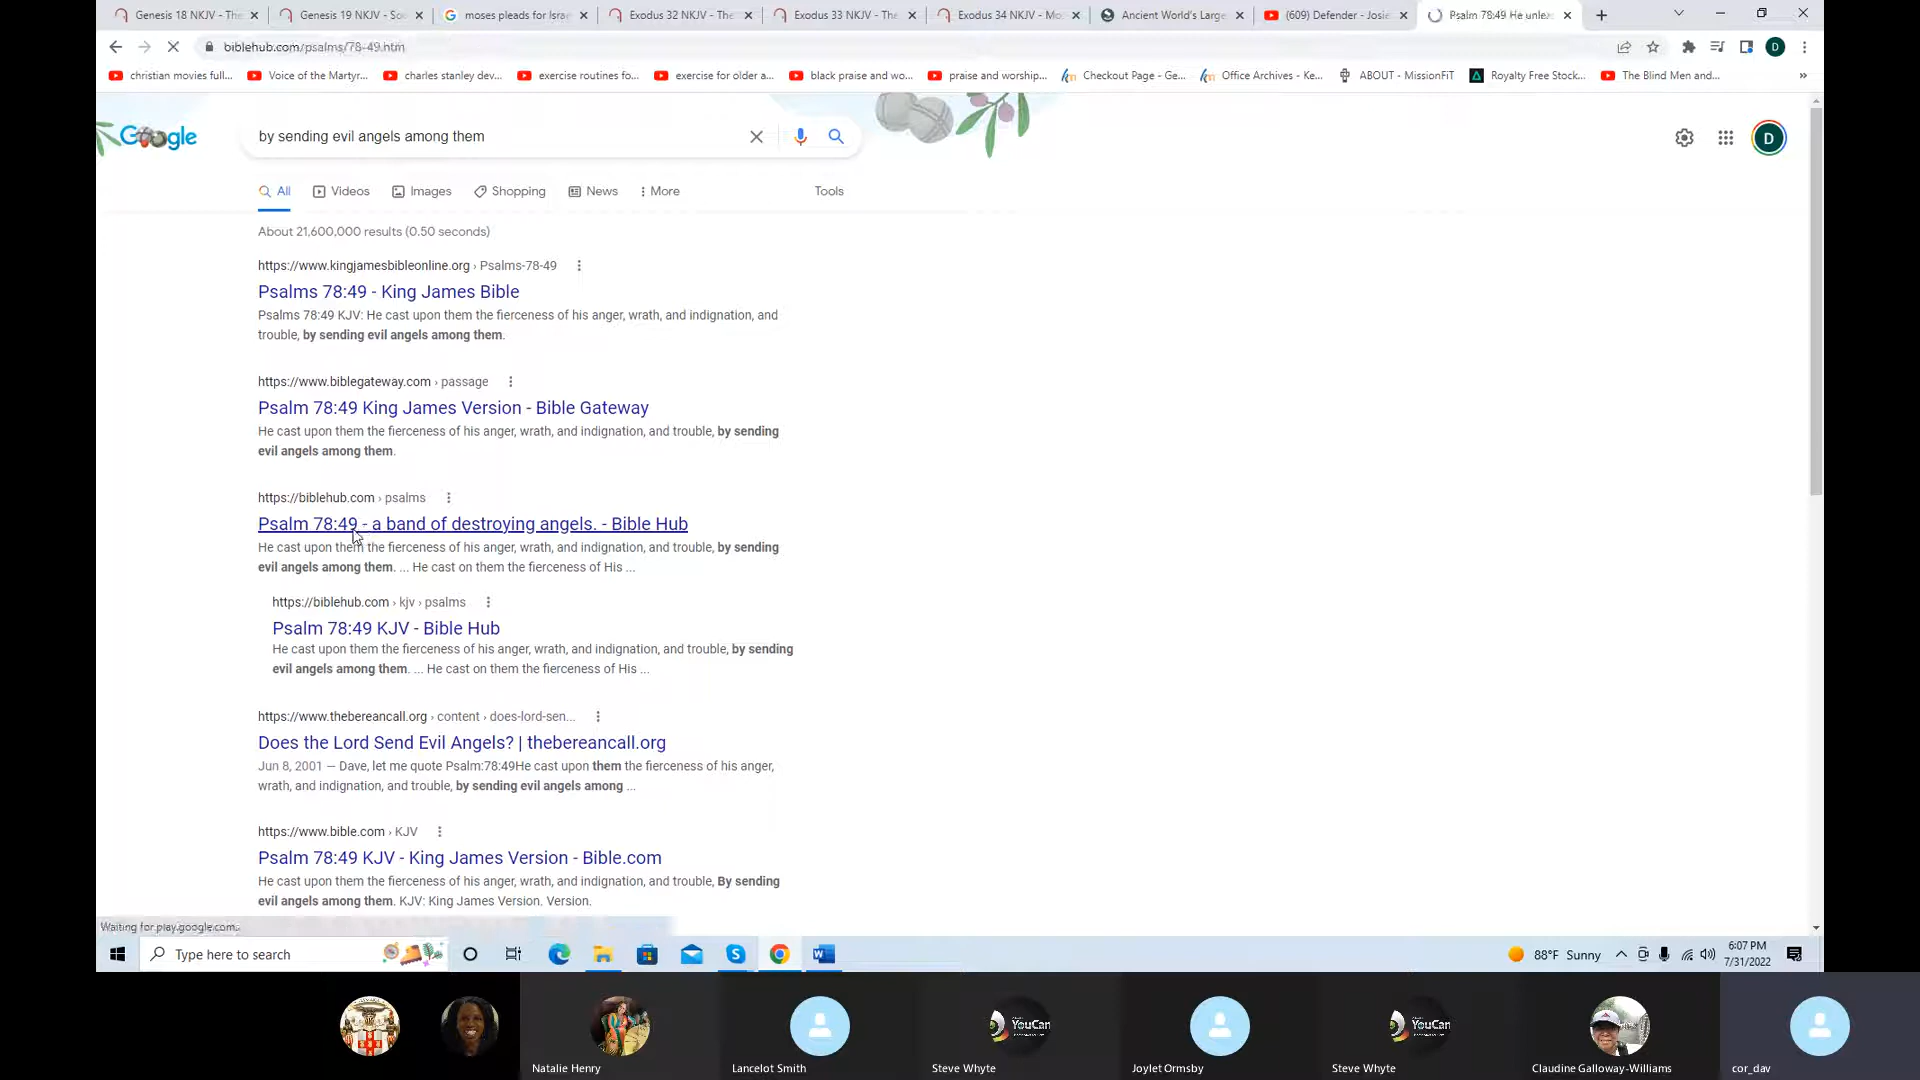 Genesis 18 NKJV - The
Genesis 19 NKJV - So
moses pleads for Isra
Exodus 32 NKJV - The
Exodus 33 NKJV - The
Exodus 34 NKJV - Mo
Ancient World's Large
(609) Defender - Josie
Psalm 78:49 He unle
biblehub.com/psalms/78-49.htm
D
christian movies full...
Voice of the Martyr...
charles stanley dev...
exercise routines fo...
exercise for older a...
black praise and wo...
praise and worship...
Checkout Page - Ge...
Office Archives - Ke...
ABOUT - MissionFiT
Royalty Free Stock...
The Blind Men and...
»
Google
by sending evil angels among them
D
All Videos Images Shopping News More Tools
About 21,600,000 results (0.50 seconds)
https://www.kingjamesbibleonline.org › Psalms-78-49
Psalms 78:49 - King James Bible
Psalms 78:49 KJV: He cast upon them the fierceness of his anger, wrath, and indignation, and
trouble, by sending evil angels among them.
https://www.biblegateway.com › passage
Psalm 78:49 King James Version - Bible Gateway
He cast upon them the fierceness of his anger, wrath, and indignation, and trouble, by sending
evil angels among them.
https://biblehub.com › psalms
Psalm 78:49 - a band of destroying angels. - Bible Hub
He cast upon them the fierceness of his anger, wrath, and indignation, and trouble, by sending
evil angels among them. ... He cast on them the fierceness of His ...
https://biblehub.com › kjv › psalms
Psalm 78:49 KJV - Bible Hub
He cast upon them the fierceness of his anger, wrath, and indignation, and trouble, by sending
evil angels among them. ... He cast on them the fierceness of His ...
https://www.thebereancall.org › content › does-lord-sen...
Does the Lord Send Evil Angels? | thebereancall.org
Jun 8, 2001 — Dave, let me quote Psalm:78:49He cast upon them the fierceness of his anger,
wrath, and indignation, and trouble, by sending evil angels among ...
https://www.bible.com › KJV
Psalm 78:49 KJV - King James Version - Bible.com
He cast upon them the fierceness of his anger, wrath, and indignation, and trouble, By sending
evil angels among them. KJV: King James Version. Version.
Waiting for play.google.com...
Type here to search
88°F Sunny
6:07 PM
7/31/2022
YouCan
YouCan
Natalie Henry
Lancelot Smith
Steve Whyte
Joylet Ormsby
Steve Whyte
Claudine Galloway-Williams
cor_dav